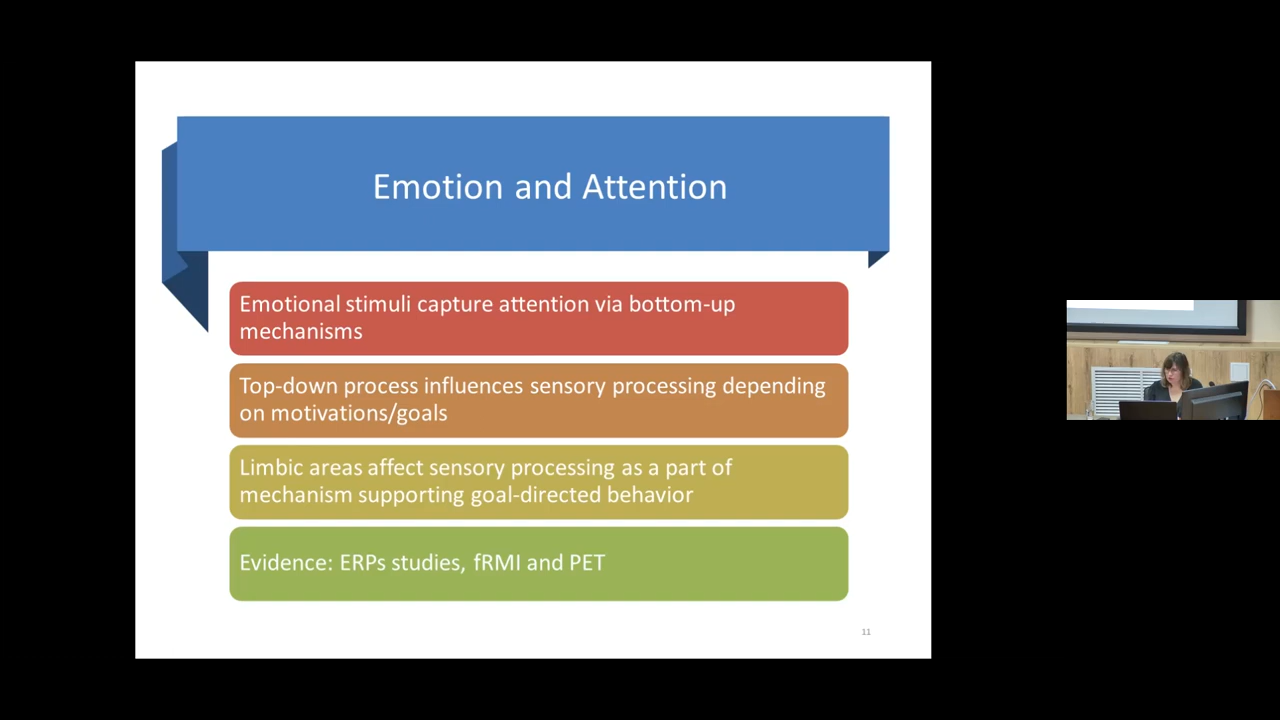 Emotion and Attention
Emotional stimuli capture attention via bottom-up
mechanisms
Top-down process influences sensory processing depending
on motivations/goals
Limbic areas affect sensory processing as a part of
mechanism supporting goal-directed behavior
Evidence: ERPs studies, fRMI and PET
11